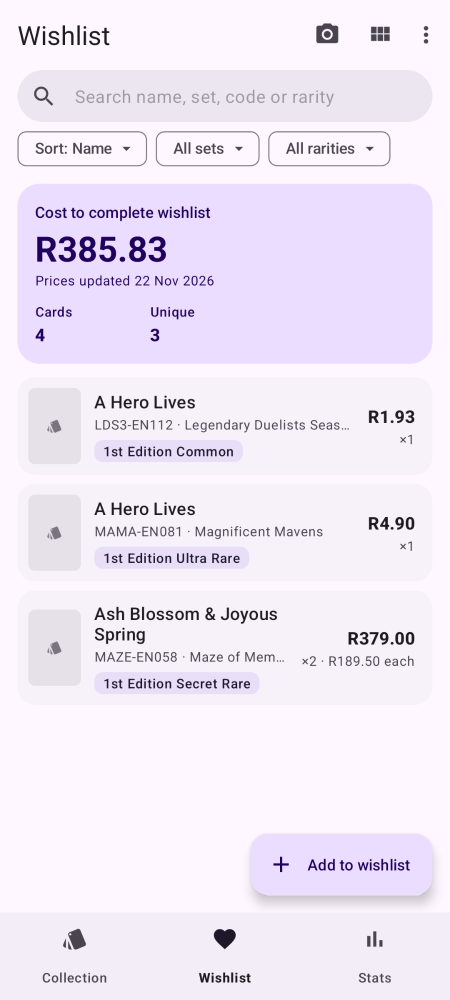 Wishlist
Search name, set, code or rarity
Sort: Name
All sets
All rarities
Cost to complete wishlist
R385.83
Prices updated 22 Nov 2026
Cards
Unique
4
3
A Hero Lives
LDS3-EN112 · Legendary Duelists Seas…
R1.93
×1
1st Edition Common
A Hero Lives
MAMA-EN081 · Magnificent Mavens
R4.90
×1
1st Edition Ultra Rare
Ash Blossom & Joyous
Spring
R379.00
MAZE-EN058 · Maze of Mem…
×2 · R189.50 each
1st Edition Secret Rare
Add to wishlist
Collection
Wishlist
Stats